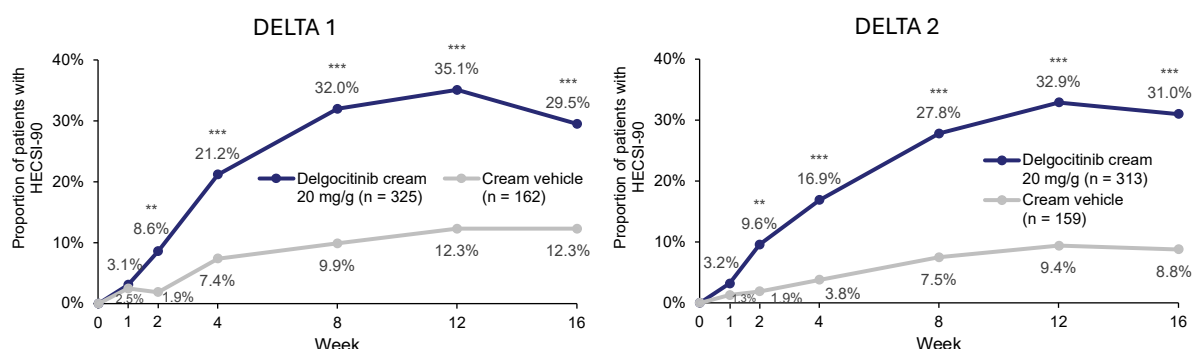 DELTA 1
Proportion of patients with
HECSI-90
40%
30%
20%
10%
0%
***
35.1%
***
32.0%
***
29.5%
***
21.2%
**
8.6%
3.1%
Delgocitinib cream
20 mg/g (n = 325)
Cream vehicle
(n = 162)
2.5%
1.9%
7.4%
9.9%
12.3%
12.3%
0 1 2 4 8 12 16
Week
DELTA 2
Proportion of patients with
HECSI-90
40%
30%
20%
10%
0%
***
32.9%
***
31.0%
***
27.8%
***
16.9%
**
9.6%
3.2%
Delgocitinib cream
20 mg/g (n = 313)
Cream vehicle
(n = 159)
1.3%
1.9%
3.8%
7.5%
9.4%
8.8%
0 1 2 4 8 12 16
Week